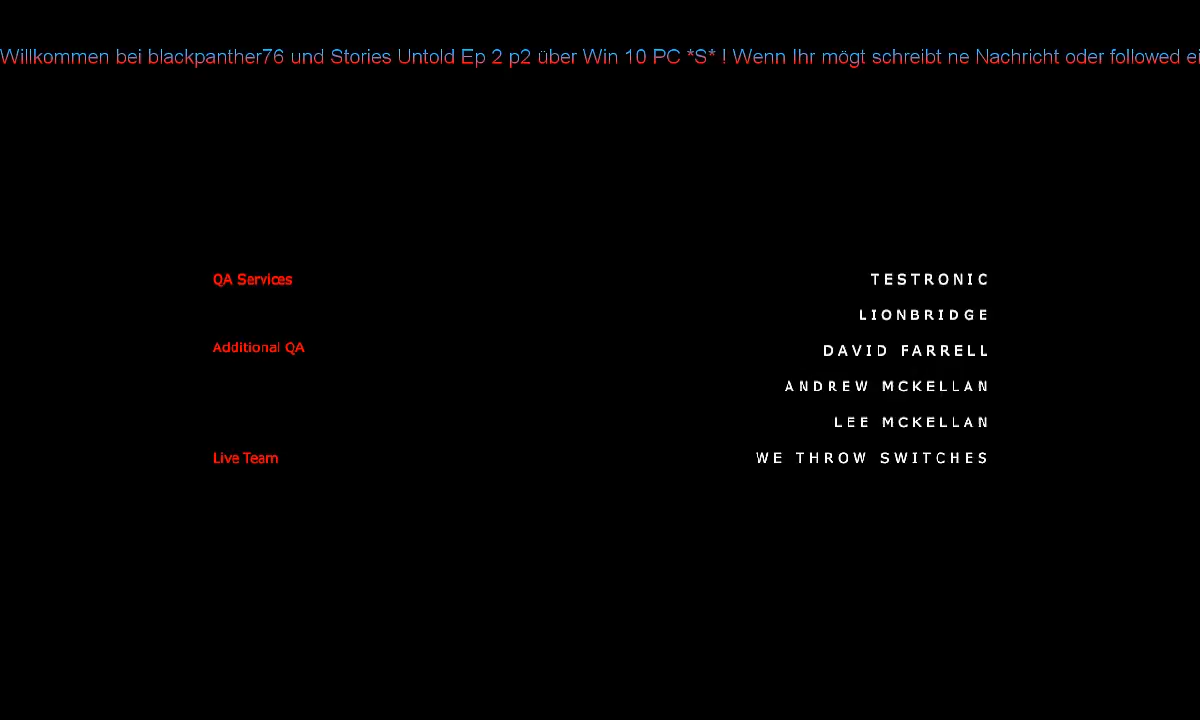 Willkommen bei blackpanther76 und Stories Untold Ep 2 p2 über Win 10 PC *S* ! Wenn Ihr mögt schreibt ne Nachricht oder followed ei
QA Services TESTRONIC
LIONBRIDGE
Additional QA DAVID FARRELL
ANDREW MCKELLAN
LEE MCKELLAN
Live Team WE THROW SWITCHES